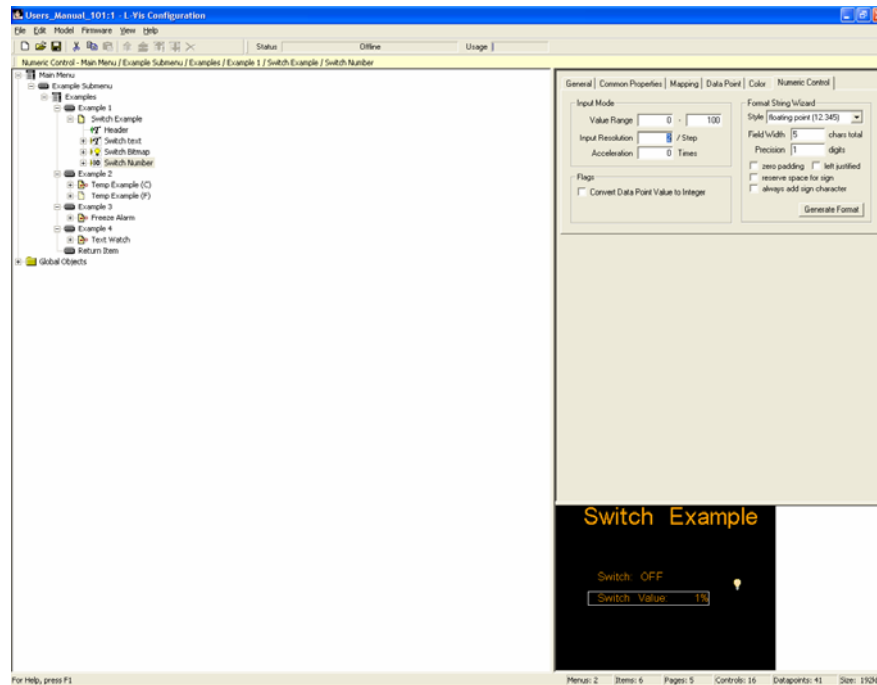 Users_Manual_101:1 - L-Vis Configuration
File Edit Model Firmware View Help
Status Offline Usage
Numeric Control - Main Menu / Example Submenu / Examples / Example 1 / Switch Example / Switch Number
Main Menu
Example Submenu
Examples
Example 1
Switch Example
Header
Switch text
Switch Bitmap
Switch Number
Example 2
Temp Example (C)
Temp Example (F)
Example 3
Freeze Alarm
Example 4
Text Watch
Return Item
Global Objects
General Common Properties Mapping Data Point Color Numeric Control
Input Mode
Value Range 0 - 100
Input Resolution / Step
Acceleration 0 Times
Flags
Convert Data Point Value to Integer
Format String Wizard
Style floating point (12.345)
Field Width 5 chars total
Precision 1 digits
zero padding left justified
reserve space for sign
always add sign character
Generate Format
Switch Example
Switch: OFF
Switch Value: 1%
For Help, press F1
Menus: 2 Items: 6 Pages: 5 Controls: 16 Datapoints: 41 Size: 192k